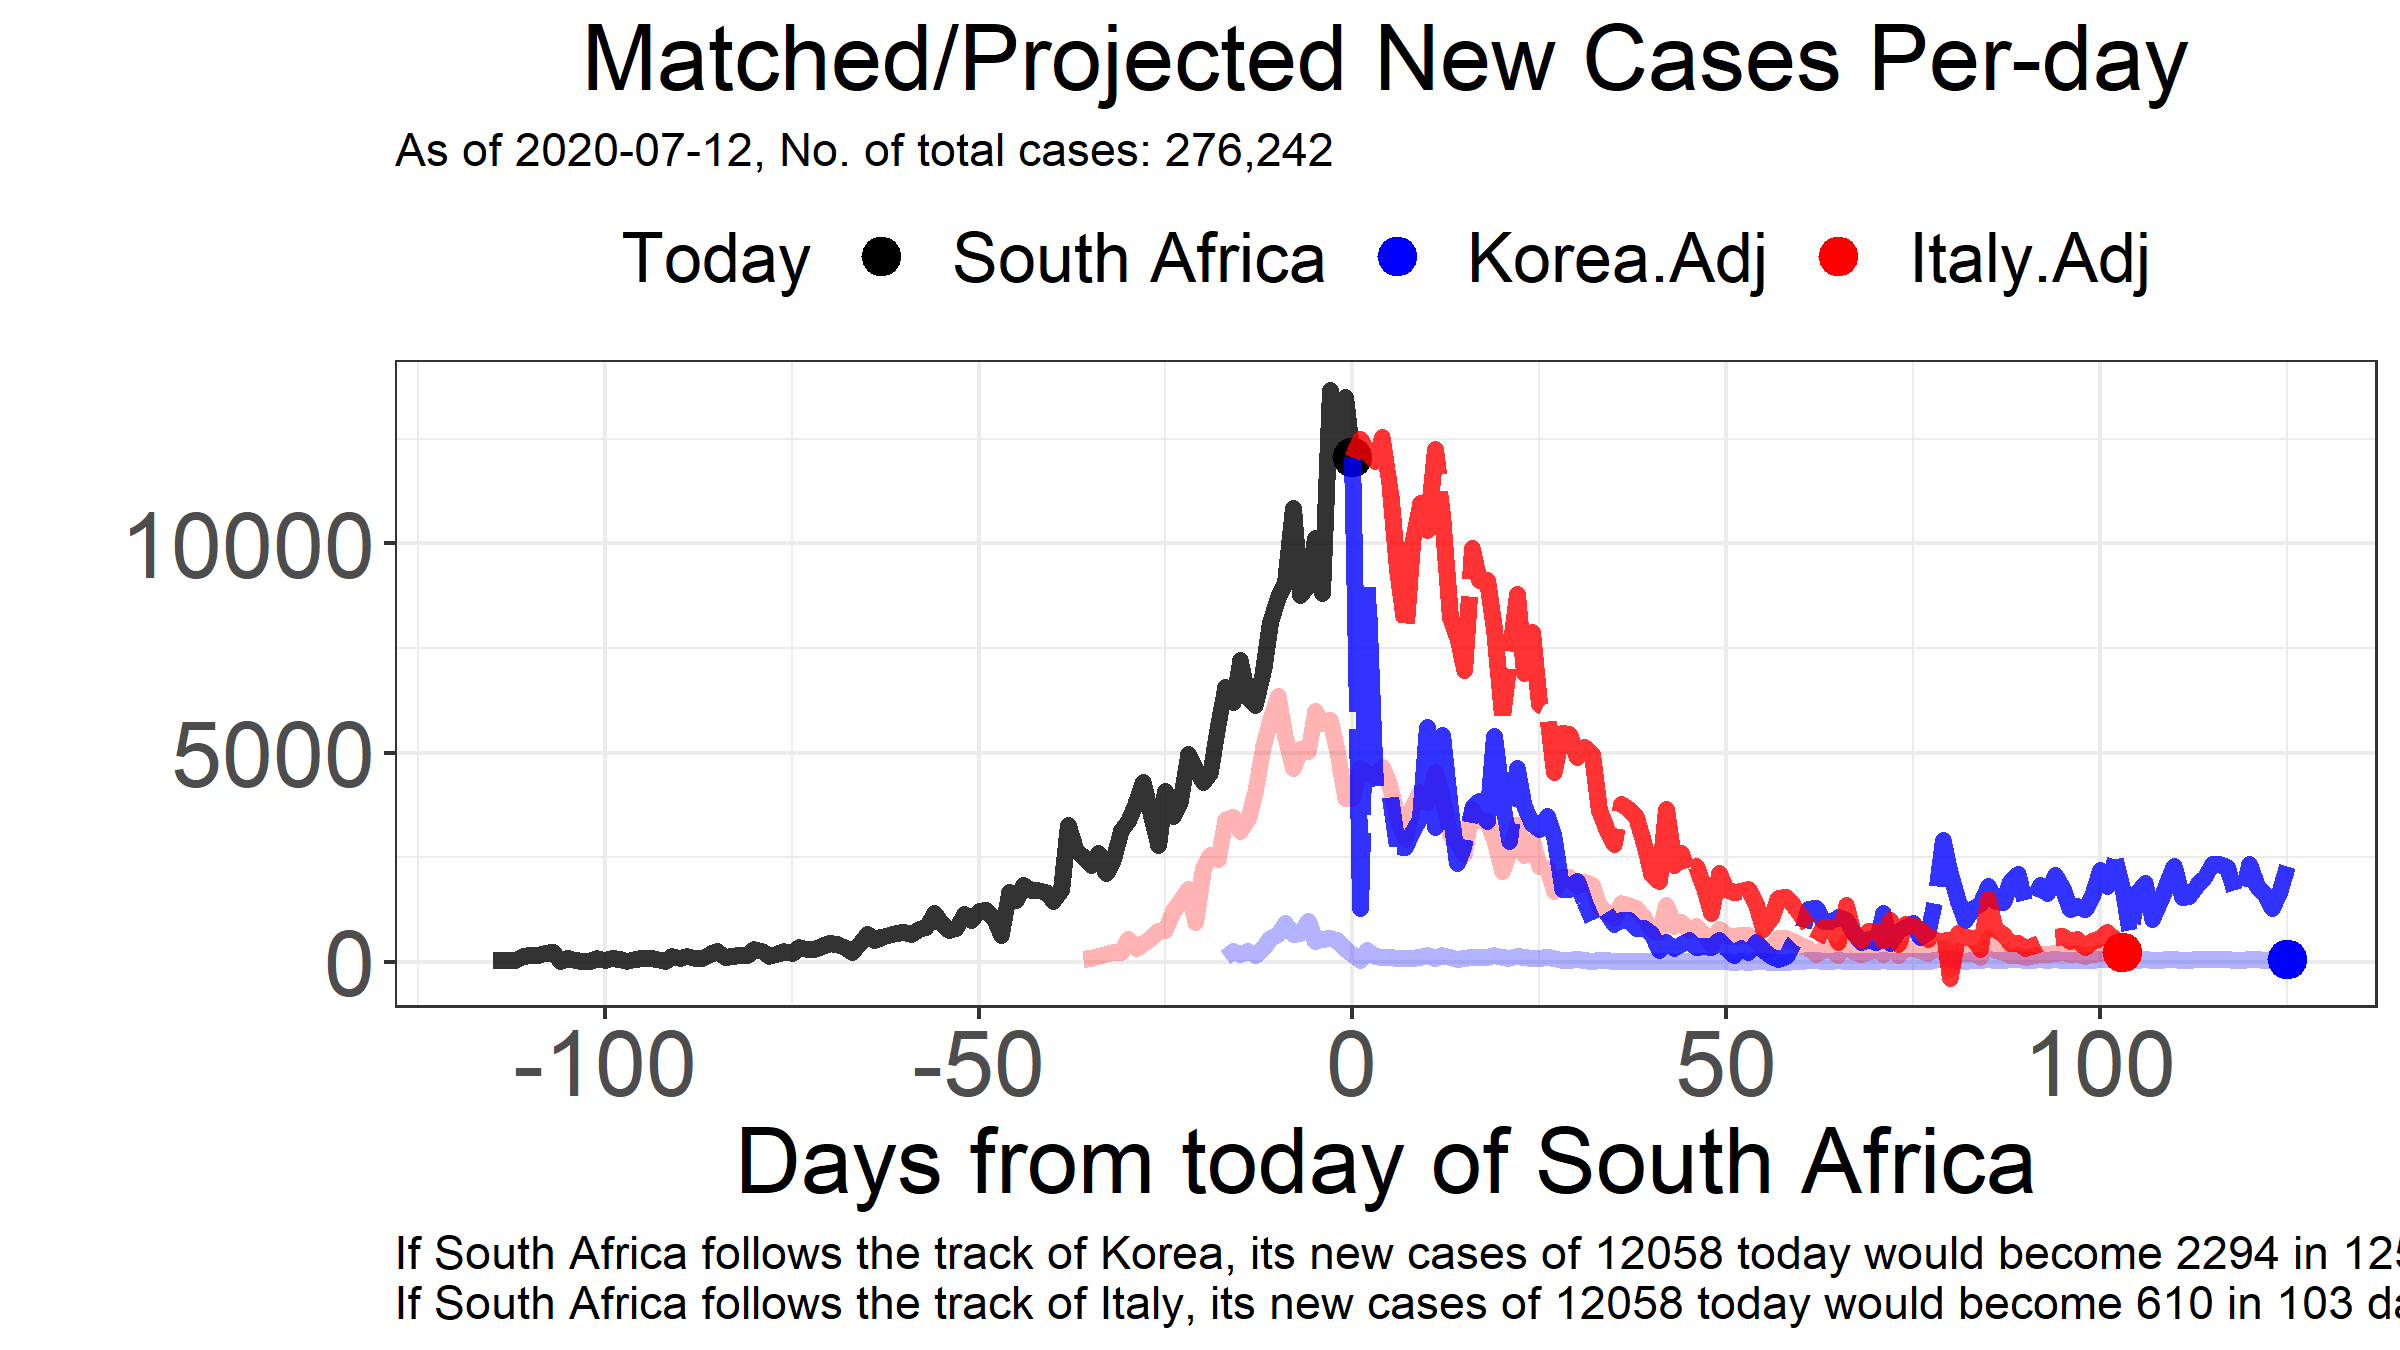 Matched/Projected New Cases Per-day
As of 2020-07-12, No. of total cases: 276,242
Today South Africa Korea.Adj Italy.Adj
10000
5000
0
-100 -50 0 50 100
Days from today of South Africa
If South Africa follows the track of Korea, its new cases of 12058 today would become 2294 in 125
If South Africa follows the track of Italy, its new cases of 12058 today would become 610 in 103 da